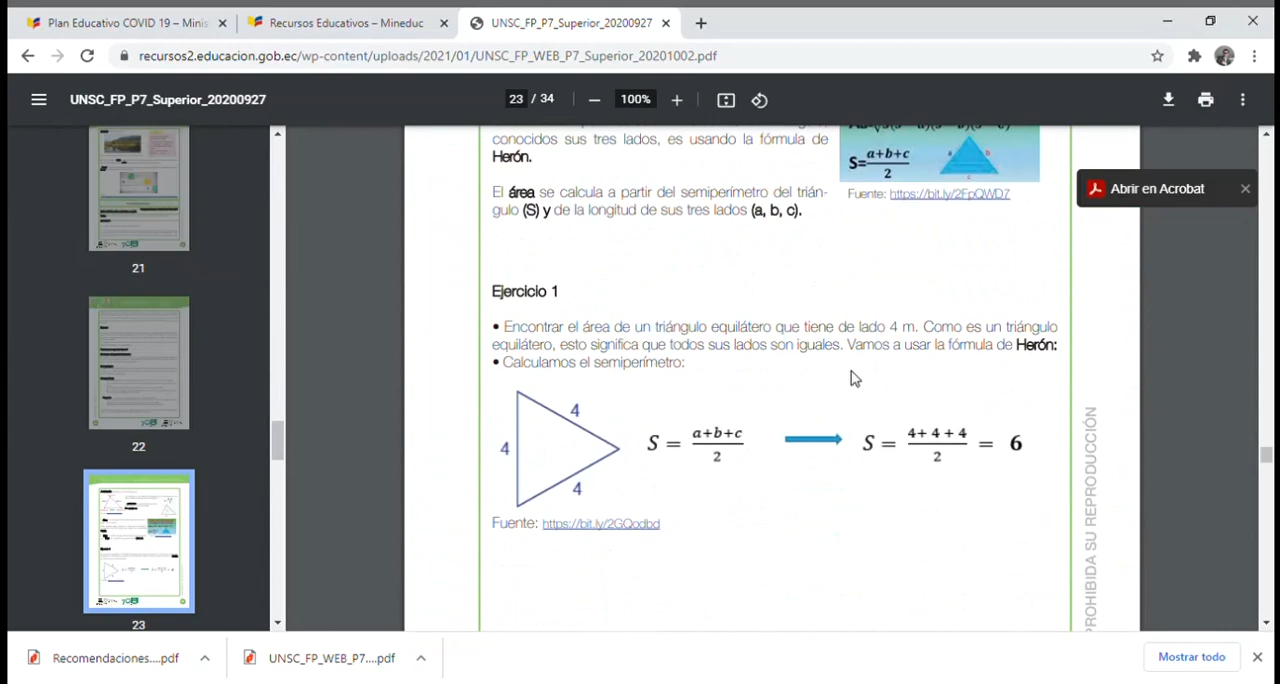 Plan Educativo COVID 19 – Minis
Recursos Educativos – Mineduc
UNSC_FP_P7_Superior_20200927
recursos2.educacion.gob.ec/wp-content/uploads/2021/01/UNSC_FP_WEB_P7_Superior_20201002.pdf
UNSC_FP_P7_Superior_20200927
23 / 34
100%
21
22
23
conocidos sus tres lados, es usando la fórmula de
Herón.
S= a+b+c / 2
a
b
c
El área se calcula a partir del semiperímetro del trián-
gulo (S) y de la longitud de sus tres lados (a, b, c).
Fuente: https://bit.ly/2FpQWD7
Abrir en Acrobat
Ejercicio 1
• Encontrar el área de un triángulo equilátero que tiene de lado 4 m. Como es un triángulo
equilátero, esto significa que todos sus lados son iguales. Vamos a usar la fórmula de Herón:
• Calculamos el semiperímetro:
4
4
4
S = a+b+c / 2
S = 4+ 4 + 4 / 2 = 6
Fuente: https://bit.ly/2GQodbd
PROHIBIDA SU REPRODUCCIÓN
Recomendaciones....pdf
UNSC_FP_WEB_P7....pdf
Mostrar todo